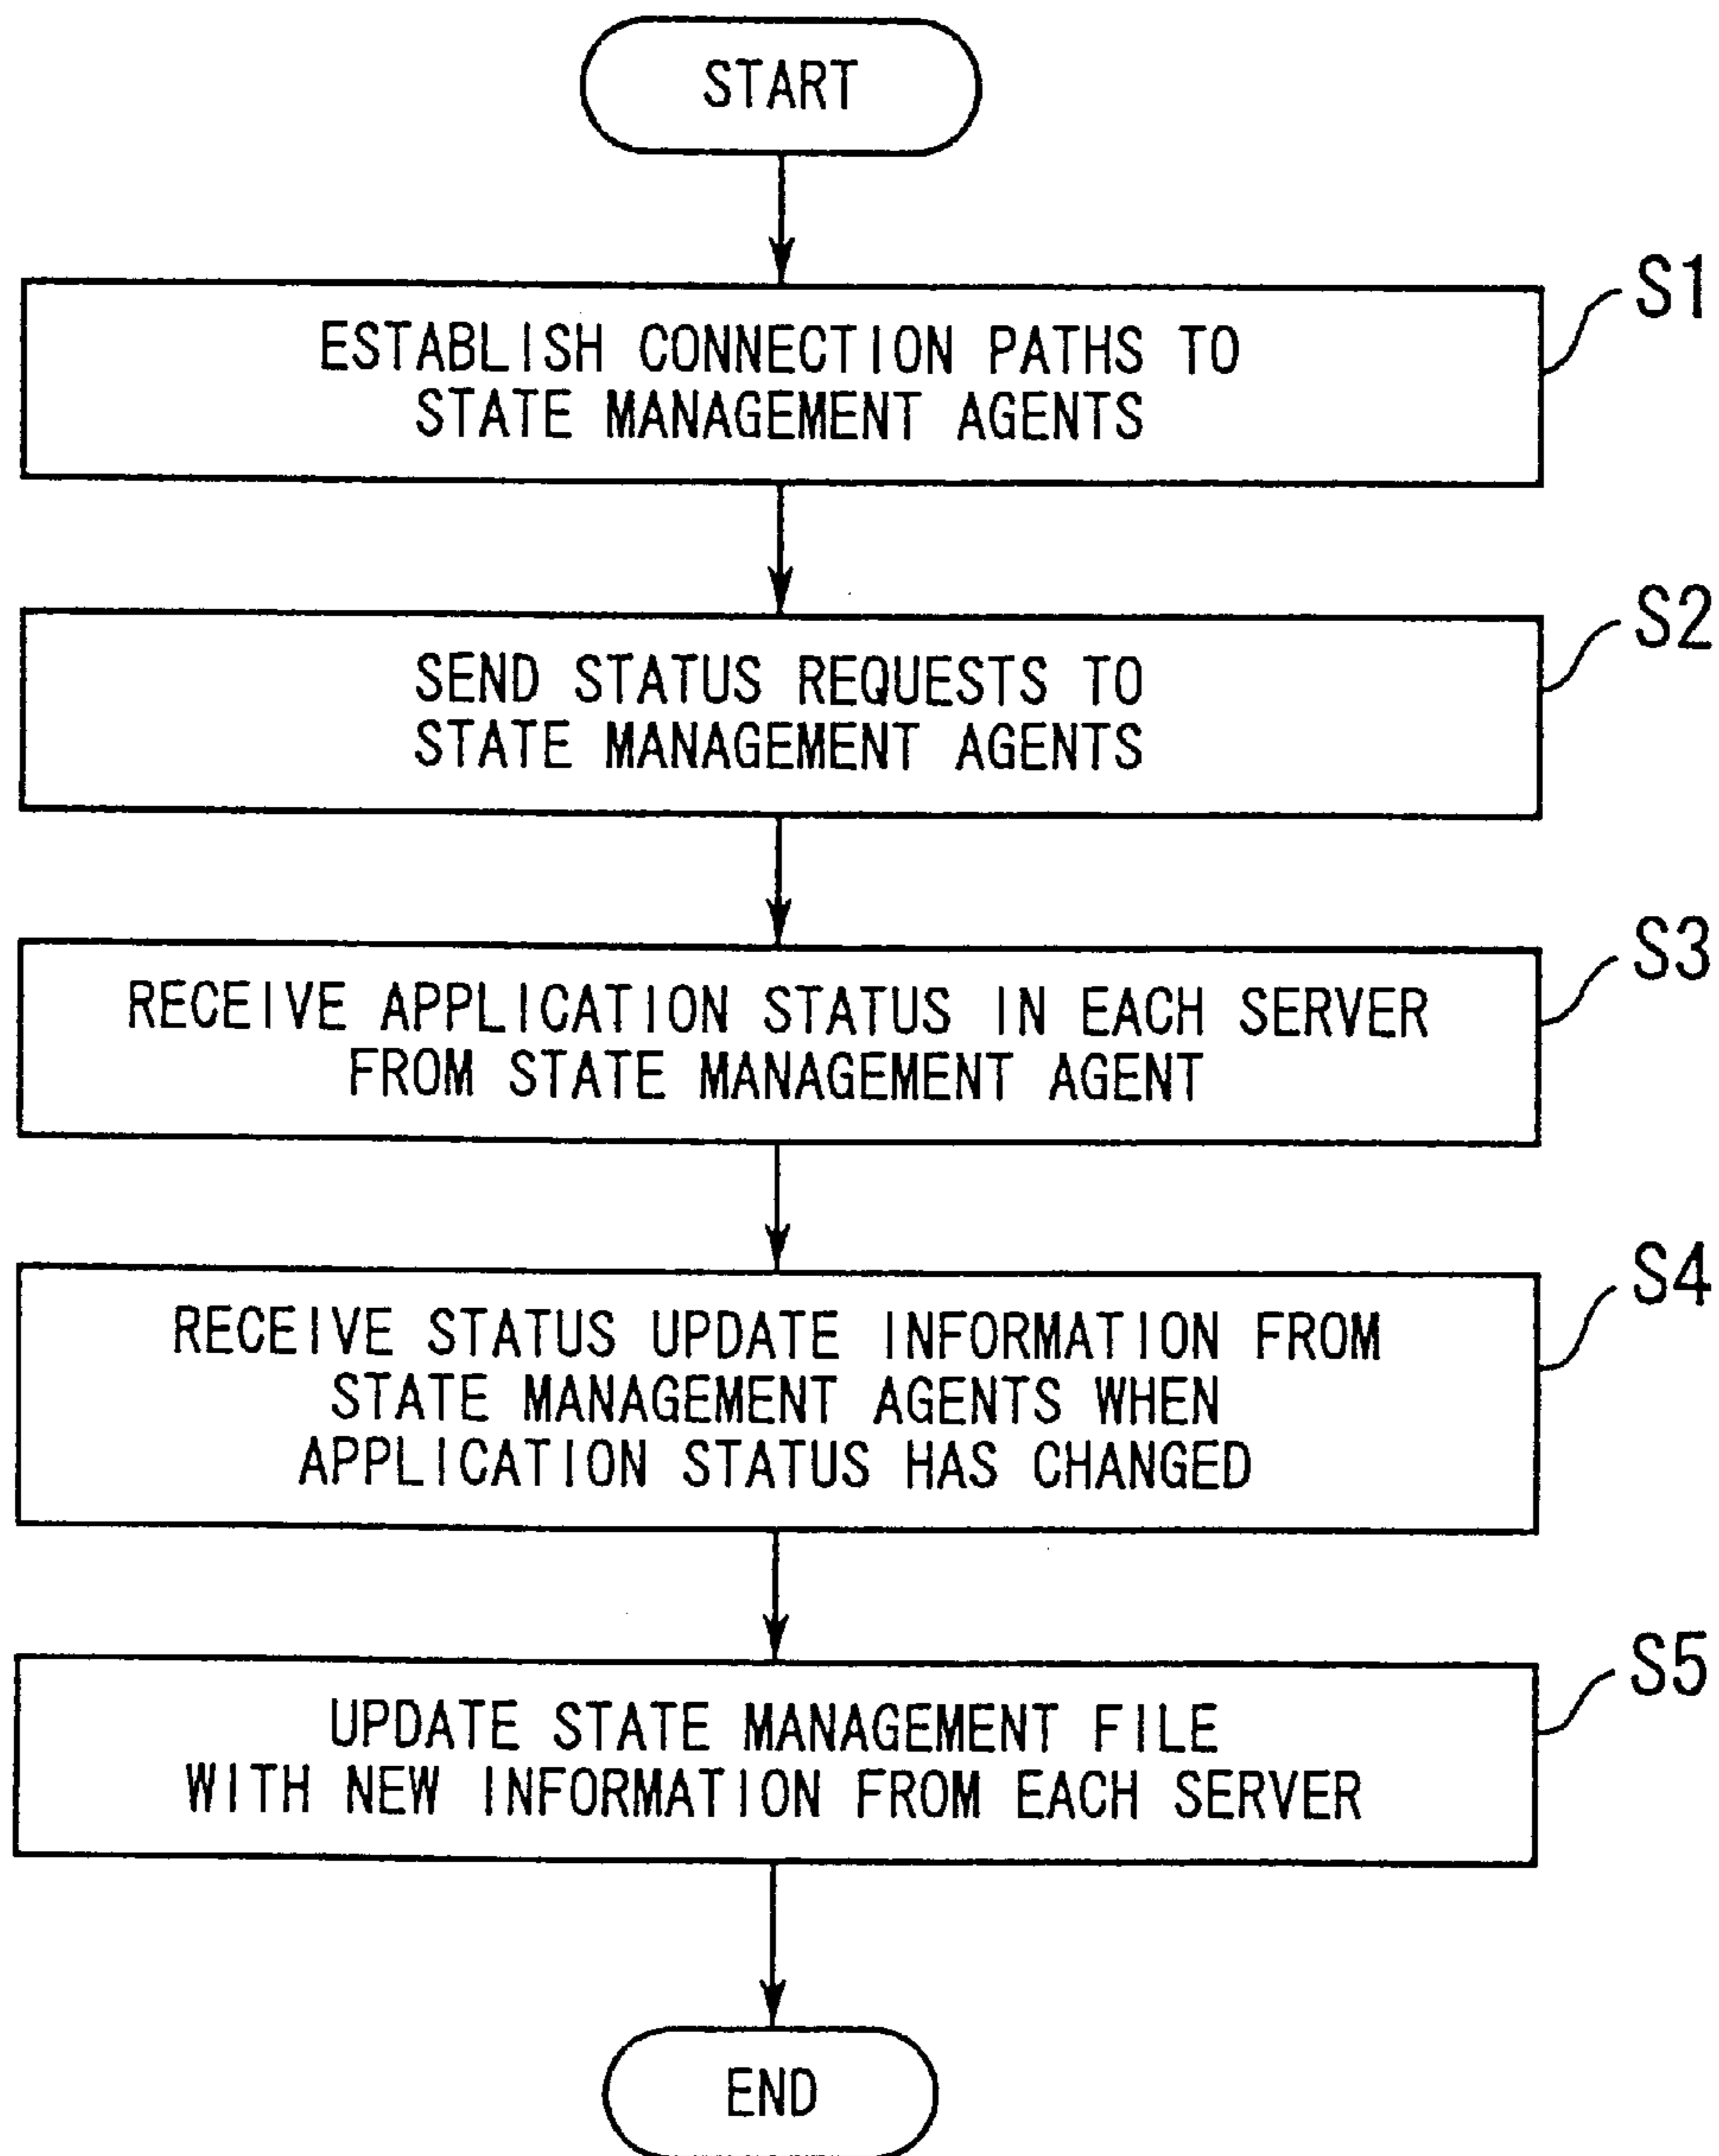 START
S1
ESTABLISH CONNECTION PATHS TO
STATE MANAGEMENT AGENTS
S2
SEND STATUS REQUESTS TO
STATE MANAGEMENT AGENTS
S3
RECEIVE APPLICATION STATUS IN EACH SERVER
FROM STATE MANAGEMENT AGENT
S4
RECEIVE STATUS UPDATE INFORMATION FROM
STATE MANAGEMENT AGENTS WHEN
APPLICATION STATUS HAS CHANGED
S5
UPDATE STATE MANAGEMENT FILE
WITH NEW INFORMATION FROM EACH SERVER
END